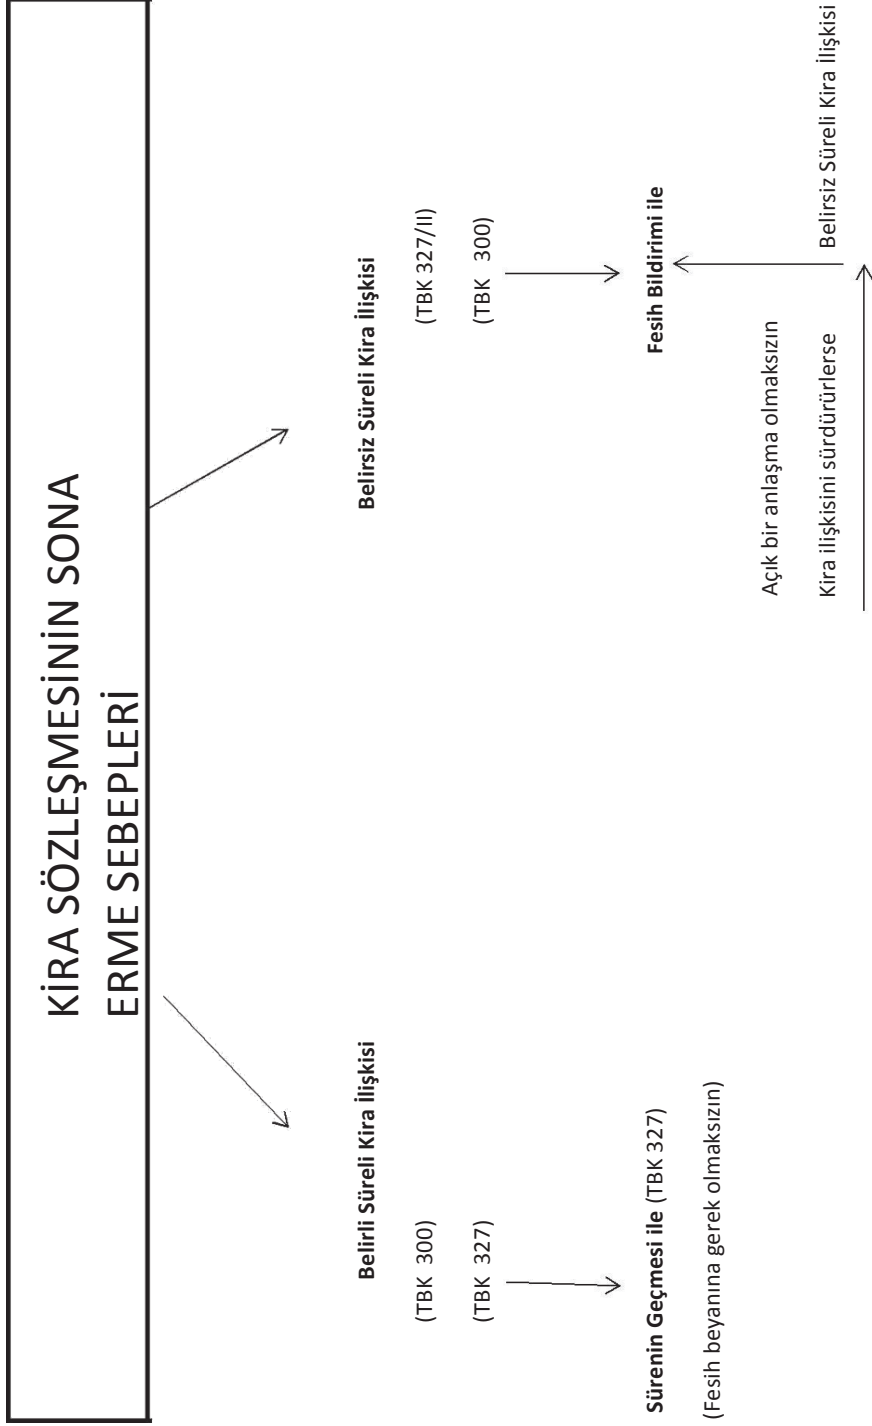 KİRA SÖZLEŞMESİNİN SONA
ERME SEBEPLERİ
Belirli Süreli Kira İlişkisi
(TBK 300)
(TBK 327)
Sürenin Geçmesi ile (TBK 327)
(Fesih beyanına gerek olmaksızın)
Belirsiz Süreli Kira İlişkisi
(TBK 327/II)
(TBK 300)
Fesih Bildirimi ile
Açık bir anlaşma olmaksızın
Kira ilişkisini sürdürürlerse
Belirsiz Süreli Kira İlişkisi